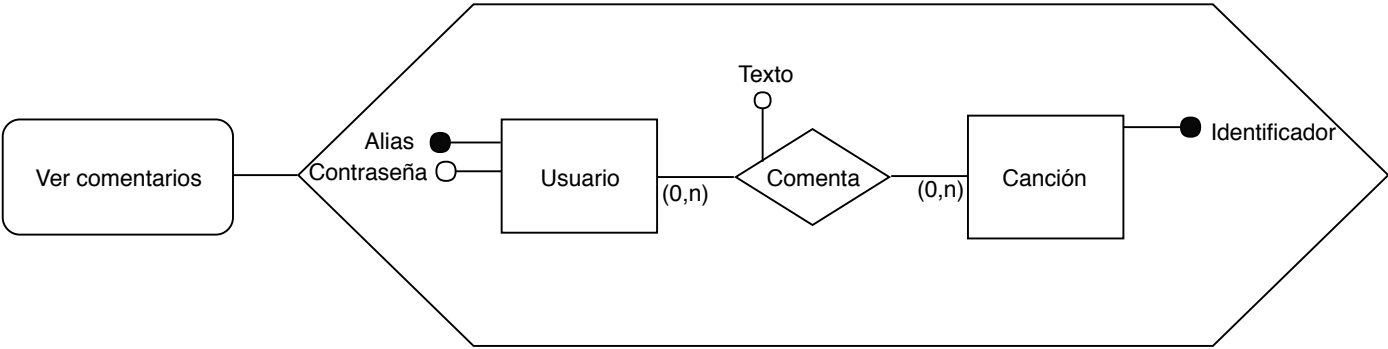 Texto
Alias
Identificador
Contraseña
Ver comentarios
Usuario
Comenta
Canción
(0,n)
(0,n)